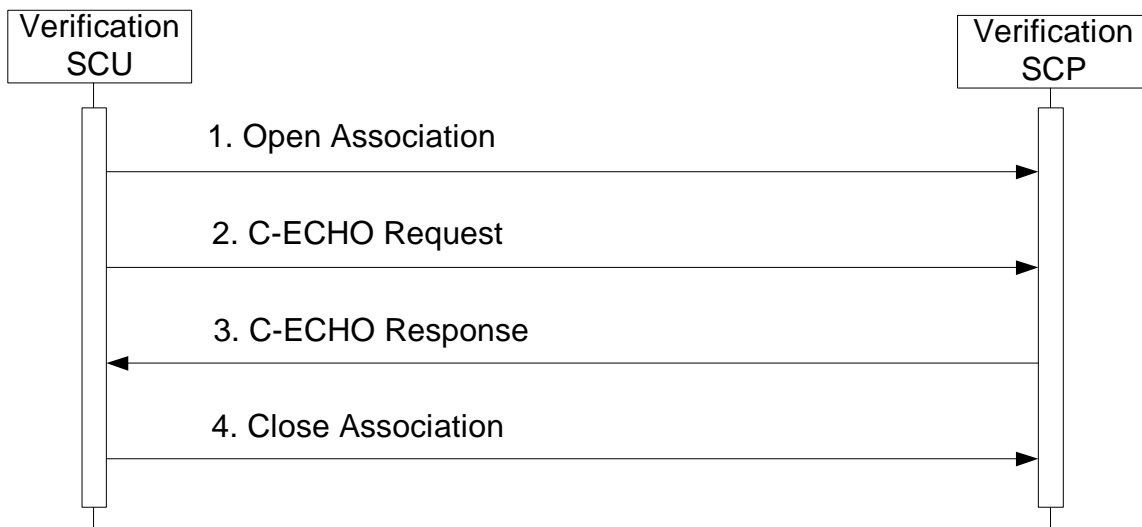 Verification
SCU
Verification
SCP
1. Open Association
2. C-ECHO Request
3. C-ECHO Response
4. Close Association